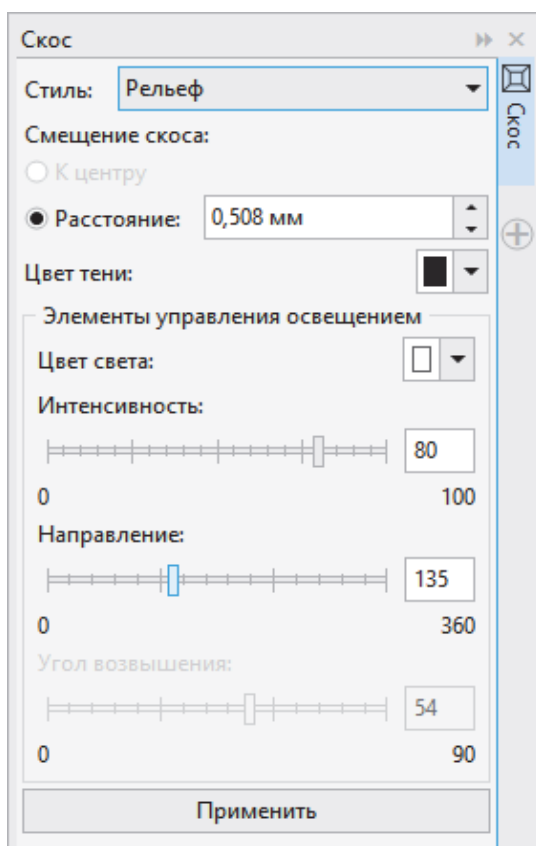 Скос
Стиль: Рельеф
Скос
Смещение скоса:
К центру
Расстояние: 0,508 мм
Цвет тени:
Элементы управления освещением
Цвет света:
Интенсивность:
80
0 100
Направление:
135
0 360
Угол возвышения:
54
0 90
Применить